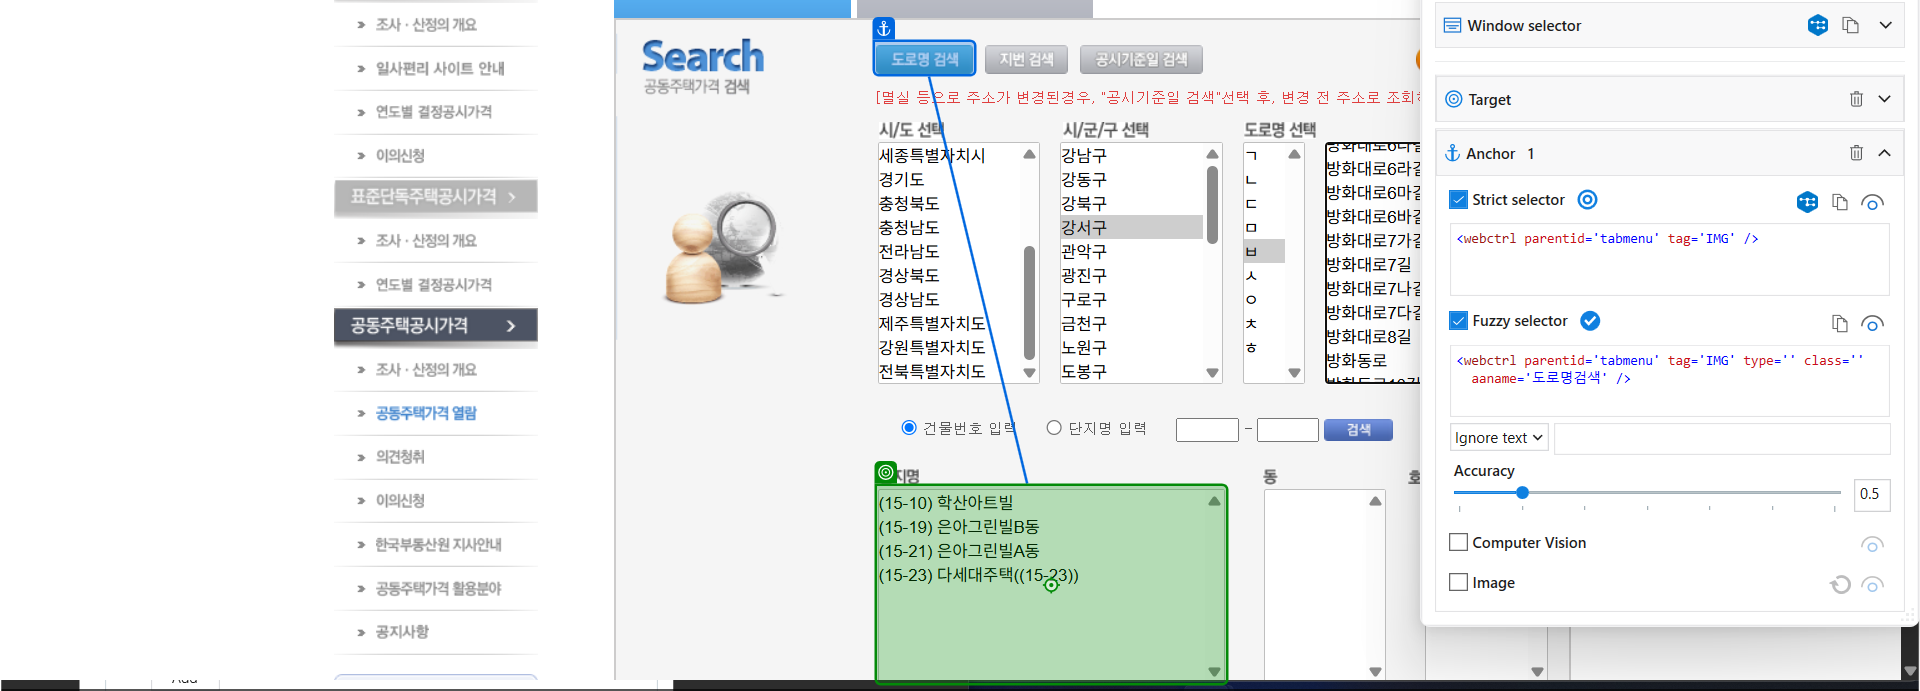 조사 · 산정의 개요
일사편리 사이트 안내
연도별 결정공시가격
이의신청
표준단독주택공시가격
조사 · 산정의 개요
연도별 결정공시가격
공동주택공시가격
조사 · 산정의 개요
공동주택가격 열람
의견청취
이의신청
한국부동산원 지사안내
공동주택가격 활용분야
공지사항
Search
공동주택가격 검색
도로명 검색
지번 검색
공시기준일 검색
[멸실 등으로 주소가 변경된경우, "공시기준일 검색"선택 후, 변경 전 주소로 조회
시/도 선택
세종특별자치시
경기도
충청북도
충청남도
전라남도
경상북도
경상남도
제주특별자치도
강원특별자치도
전북특별자치도
시/군/구 선택
강남구
강동구
강북구
강서구
관악구
광진구
구로구
금천구
노원구
도봉구
도로명 선택
ㄱ
ㄴ
ㄷ
ㅁ
ㅂ
ㅅ
ㅇ
ㅊ
ㅎ
방화대로6라길
방화대로6마길
방화대로6바길
방화대로7가길
방화대로7길
방화대로7나길
방화대로7다길
방화대로8길
방화동로
건물번호 입력
단지명 입력
–
검색
지명
(15-10) 학산아트빌
(15-19) 은아그린빌B동
(15-21) 은아그린빌A동
(15-23) 다세대주택((15-23))
동
호
Window selector
Target
Anchor 1
Strict selector
<webctrl parentid='tabmenu' tag='IMG' />
Fuzzy selector
<webctrl parentid='tabmenu' tag='IMG' type='' class=''
aaname='도로명검색' />
Ignore text
Accuracy
0.5
Computer Vision
Image
Add